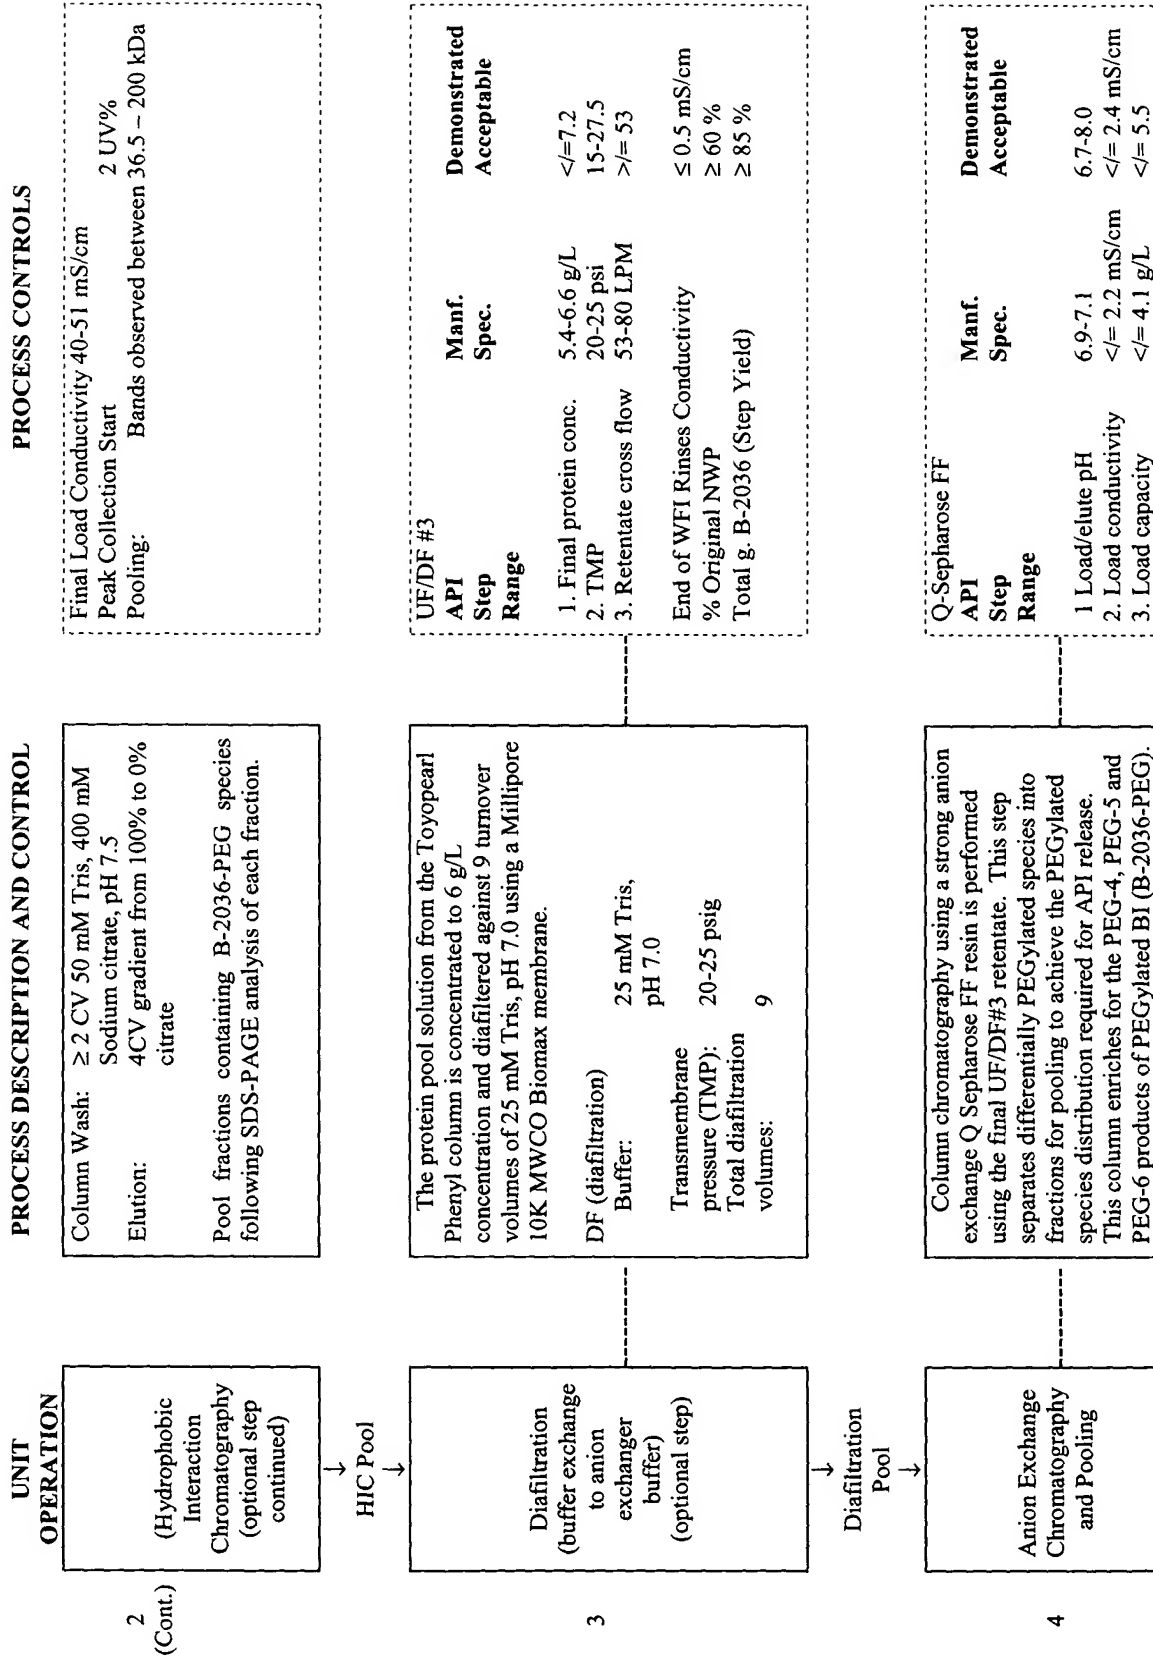 UNIT
OPERATION
PROCESS DESCRIPTION AND CONTROL
PROCESS CONTROLS
2
(Cont.)
(Hydrophobic
Interaction
Chromatography
(optional step
continued)
Column Wash: ≥ 2 CV 50 mM Tris, 400 mM
Sodium citrate, pH 7.5
Elution: 4CV gradient from 100% to 0%
citrate
Pool fractions containing B-2036-PEG species
following SDS-PAGE analysis of each fraction.
Final Load Conductivity 40-51 mS/cm
Peak Collection Start 2 UV%
Pooling: Bands observed between 36.5 – 200 kDa
↓
HIC Pool
↓
3
Diafiltration
(buffer exchange
to anion
exchanger
buffer)
(optional step)
The protein pool solution from the Toyopearl
Phenyl column is concentrated to 6 g/L
concentration and diafiltered against 9 turnover
volumes of 25 mM Tris, pH 7.0 using a Millipore
10K MWCO Biomax membrane.
DF (diafiltration)
Buffer: 25 mM Tris,
pH 7.0
Transmembrane
pressure (TMP): 20-25 psig
Total diafiltration
volumes: 9
UF/DF #3
API Manf. Demonstrated
Step Spec. Acceptable
Range
1. Final protein conc. 5.4-6.6 g/L </=7.2
2. TMP 20-25 psi 15-27.5
3. Retentate cross flow 53-80 LPM >/= 53
End of WFI Rinses Conductivity ≤ 0.5 mS/cm
% Original NWP ≥ 60 %
Total g. B-2036 (Step Yield) ≥ 85 %
↓
Diafiltration
Pool
↓
4
Anion Exchange
Chromatography
and Pooling
Column chromatography using a strong anion
exchange Q Sepharose FF resin is performed
using the final UF/DF#3 retentate. This step
separates differentially PEGylated species into
fractions for pooling to achieve the PEGylated
species distribution required for API release.
This column enriches for the PEG-4, PEG-5 and
PEG-6 products of PEGylated BI (B-2036-PEG).
Q-Sepharose FF
API Manf. Demonstrated
Step Spec. Acceptable
Range
1 Load/elute pH 6.9-7.1 6.7-8.0
2. Load conductivity </= 2.2 mS/cm </= 2.4 mS/cm
3. Load capacity </= 4.1 g/L </= 5.5